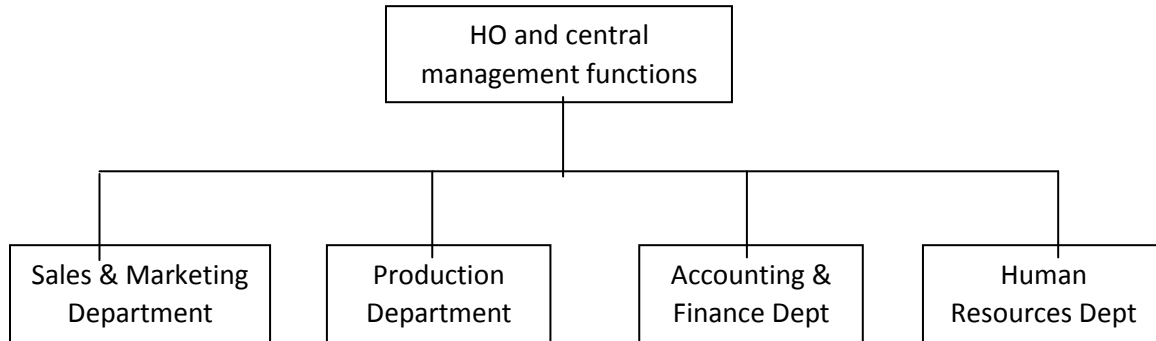 HO and central
management functions
Sales & Marketing
Department
Production
Department
Accounting &
Finance Dept
Human
Resources Dept